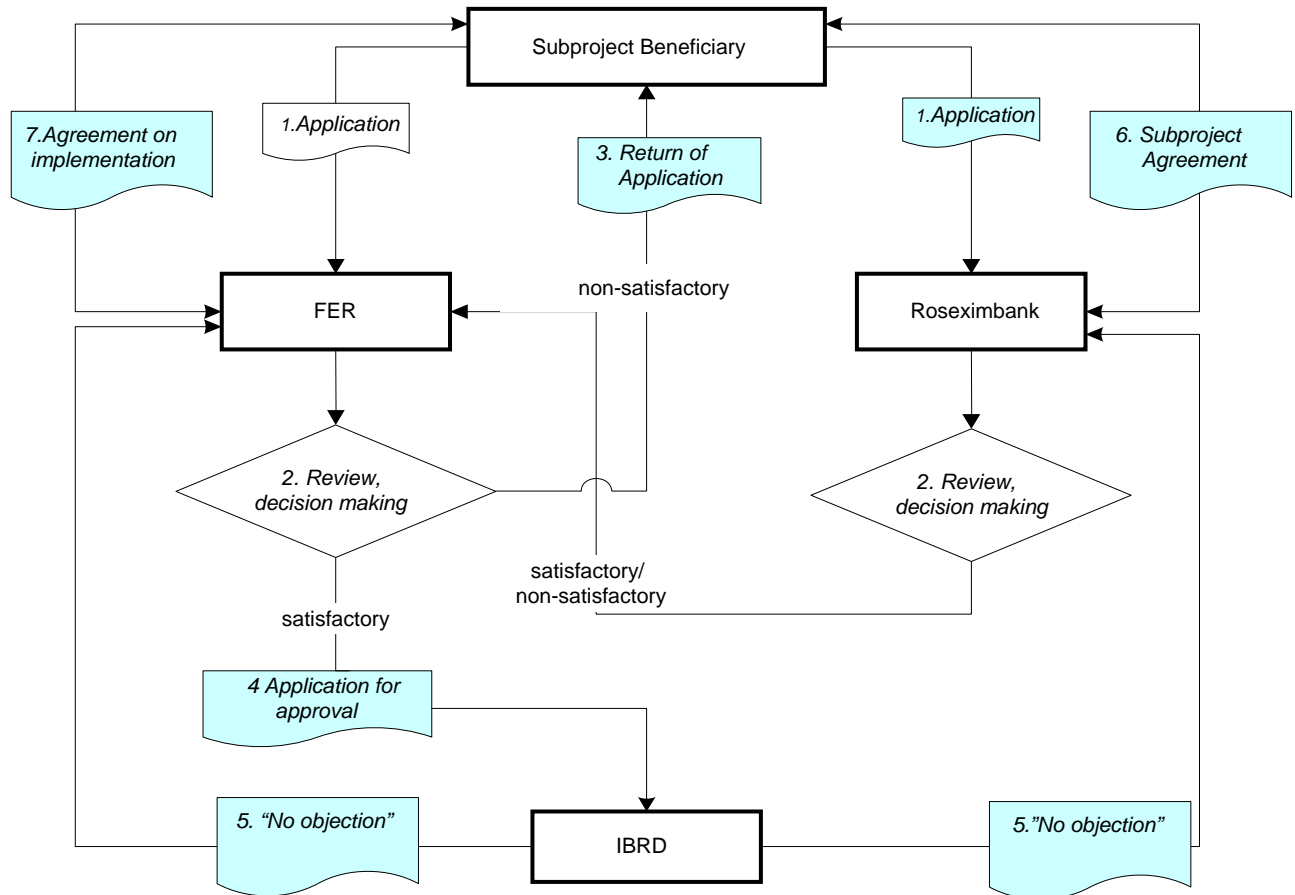 Subproject Beneficiary
7.Agreement on
implementation
1.Application
3. Return of
Application
1.Application
6. Subproject
Agreement
non-satisfactory
FER
Roseximbank
2. Review,
decision making
2. Review,
decision making
satisfactory/
non-satisfactory
satisfactory
4 Application for
approval
5. “No objection”
IBRD
5.”No objection”